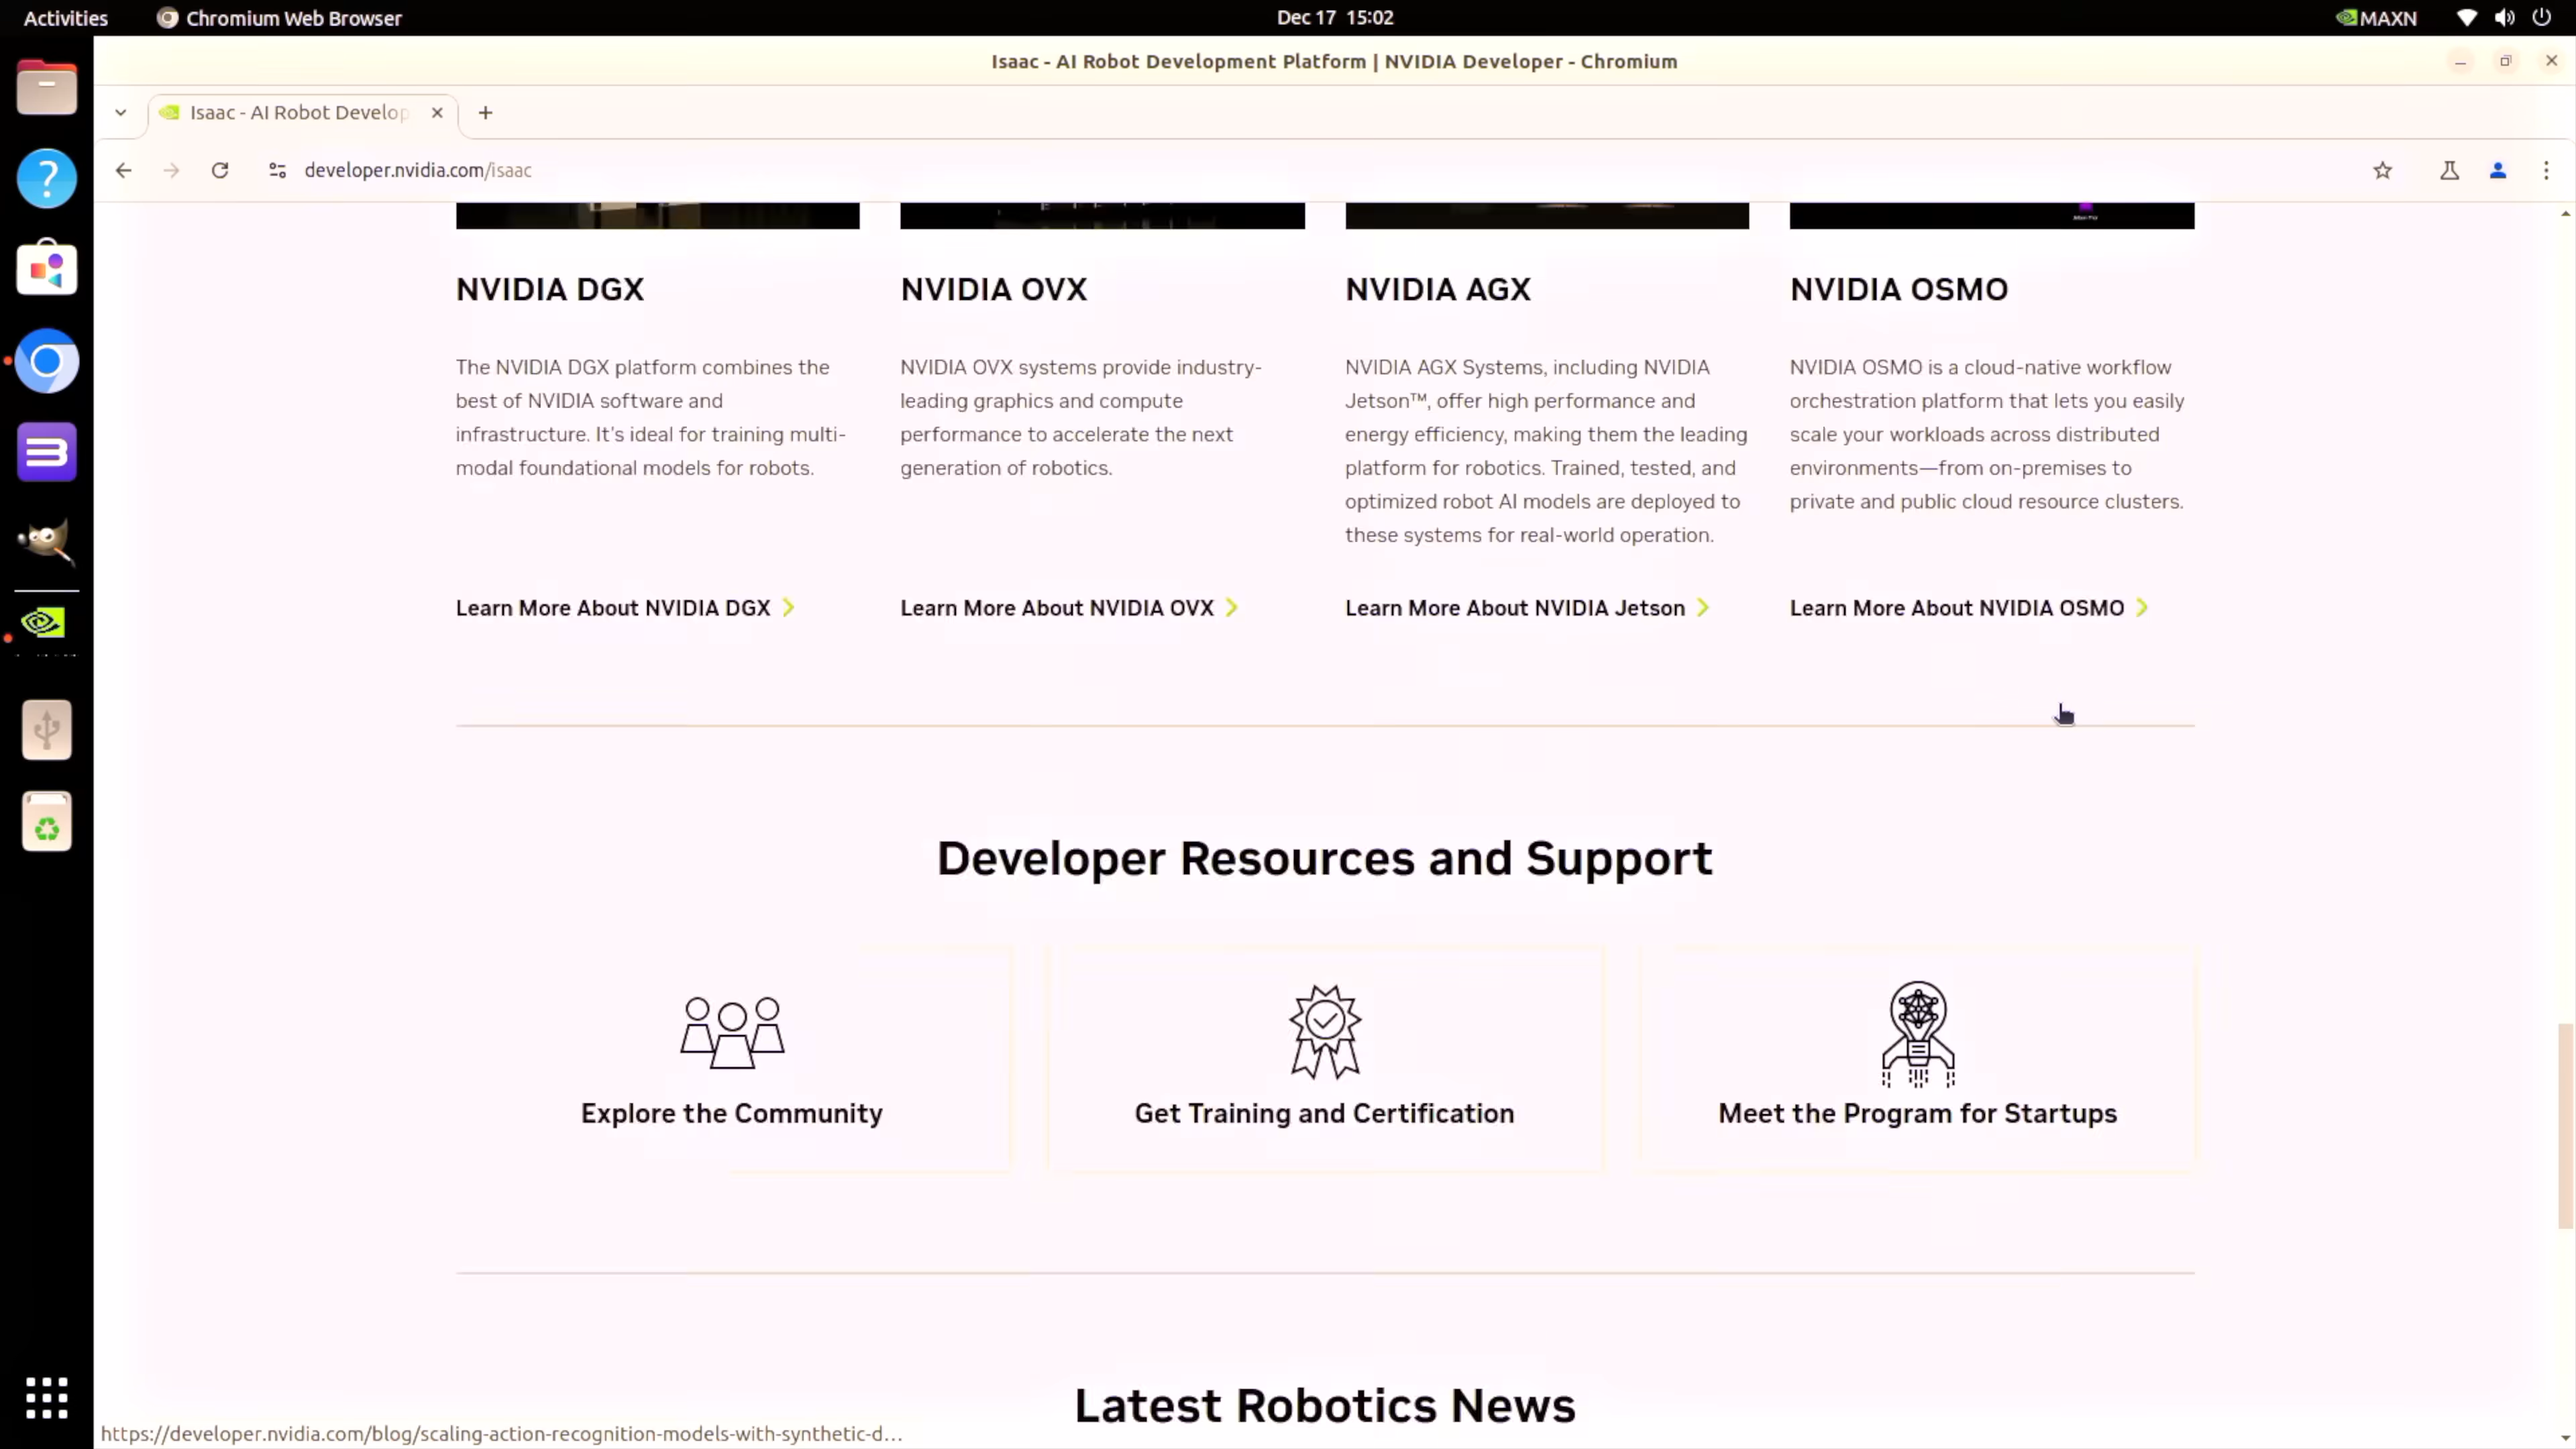 Activities
Chromium Web Browser
Dec 17 15:02
MAXN
Isaac - AI Robot Development Platform | NVIDIA Developer - Chromium
Isaac - AI Robot Develop
developer.nvidia.com/isaac
NVIDIA DGX
The NVIDIA DGX platform combines the
best of NVIDIA software and
infrastructure. It's ideal for training multi-
modal foundational models for robots.
Learn More About NVIDIA DGX
NVIDIA OVX
NVIDIA OVX systems provide industry-
leading graphics and compute
performance to accelerate the next
generation of robotics.
Learn More About NVIDIA OVX
NVIDIA AGX
NVIDIA AGX Systems, including NVIDIA
Jetson™, offer high performance and
energy efficiency, making them the leading
platform for robotics. Trained, tested, and
optimized robot AI models are deployed to
these systems for real-world operation.
Learn More About NVIDIA Jetson
NVIDIA OSMO
NVIDIA OSMO is a cloud-native workflow
orchestration platform that lets you easily
scale your workloads across distributed
environments—from on-premises to
private and public cloud resource clusters.
Learn More About NVIDIA OSMO
Developer Resources and Support
Explore the Community
Get Training and Certification
Meet the Program for Startups
Latest Robotics News
https://developer.nvidia.com/blog/scaling-action-recognition-models-with-synthetic-d...